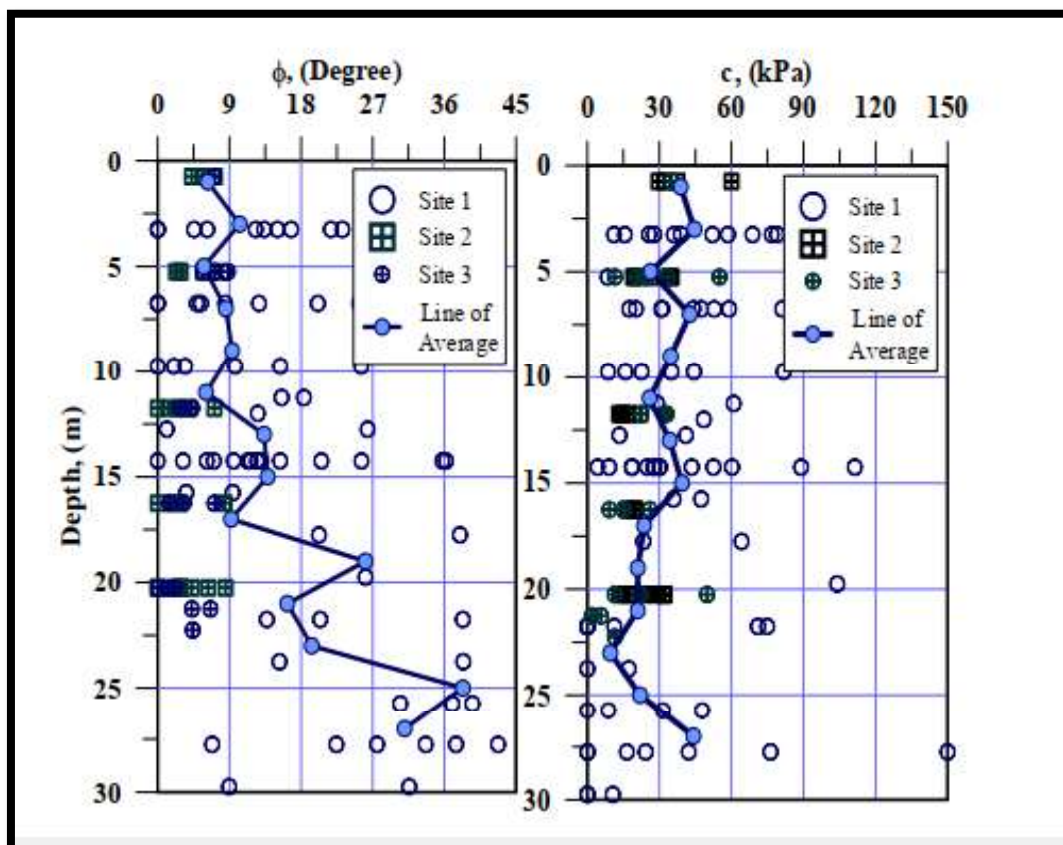 ϕ, (Degree)
0 9 18 27 36 45
Depth, (m)
0
5
10
15
20
25
30
Site 1
Site 2
Site 3
Line of
Average
c, (kPa)
0 30 60 90 120 150
0
5
10
15
20
25
30
Site 1
Site 2
Site 3
Line of
Average